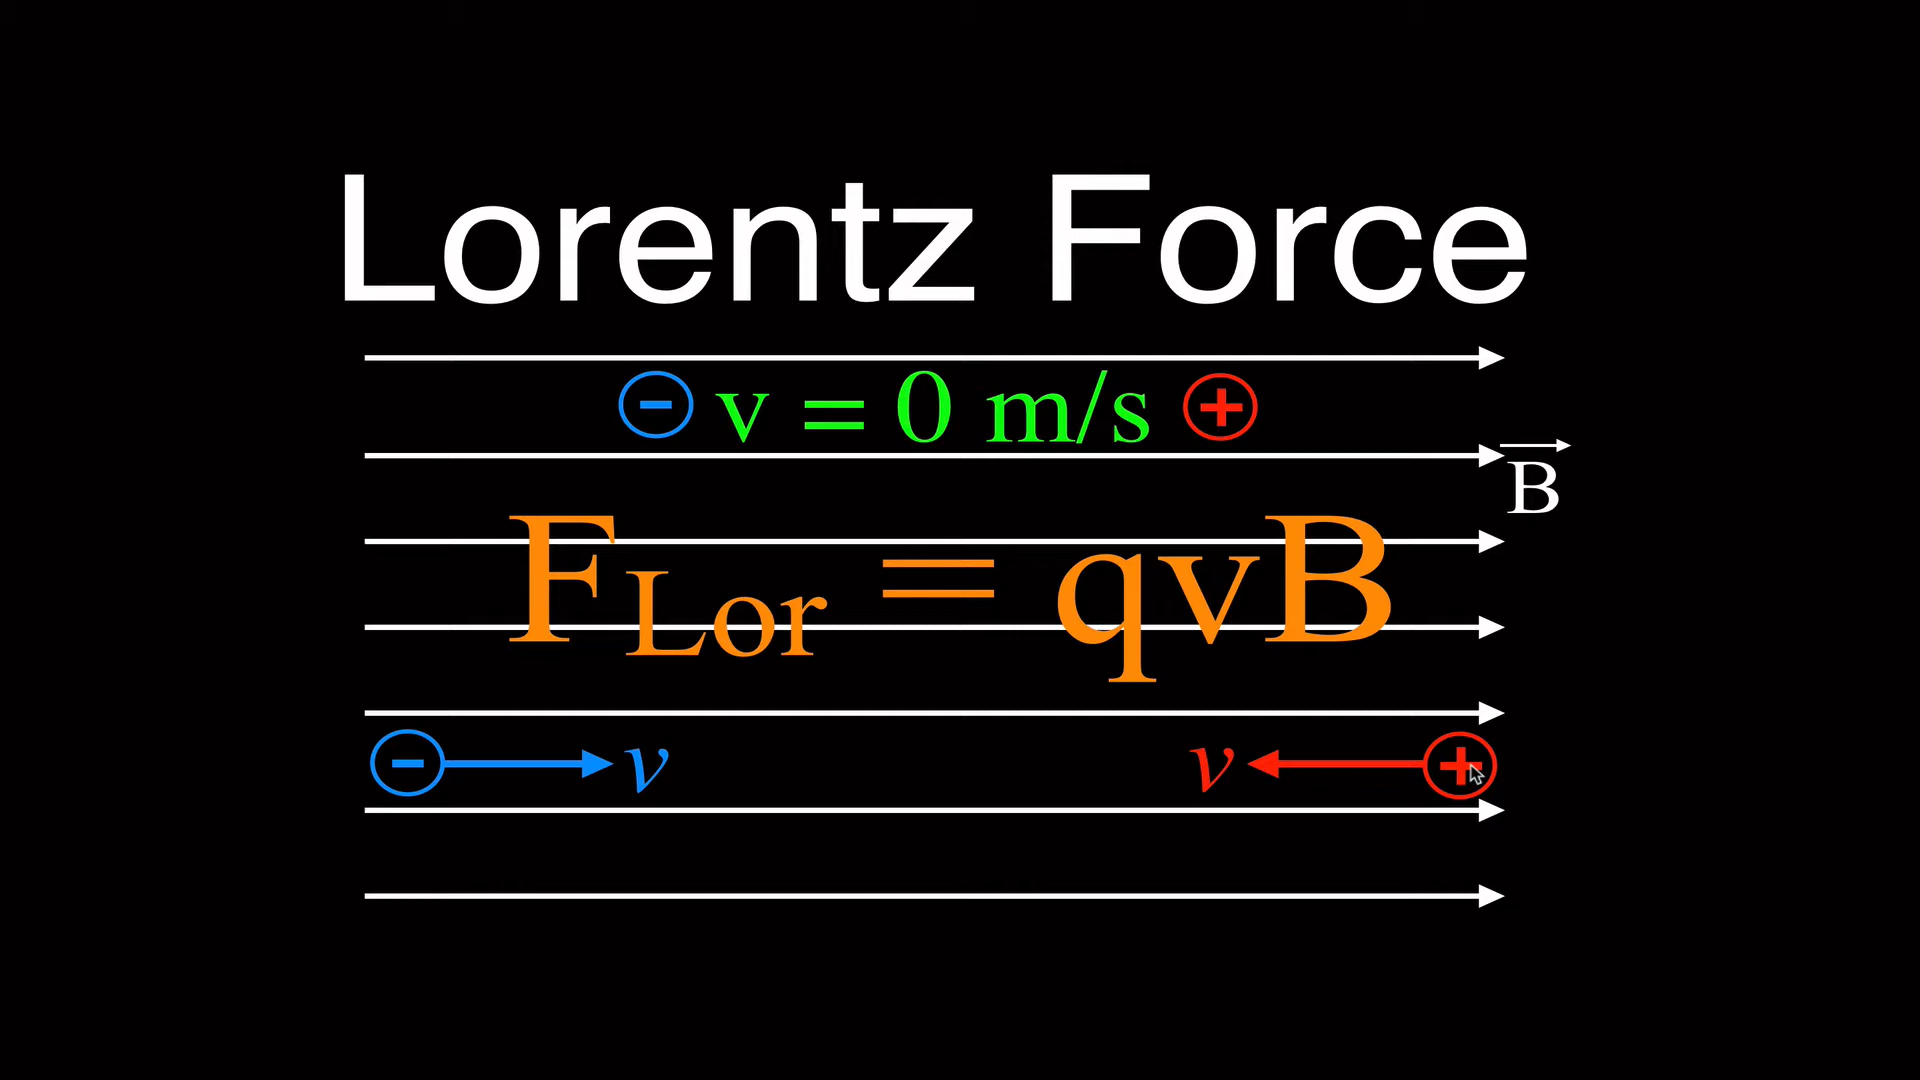 Lorentz Force
− v = 0 m/s +
B
F_Lor = qvB
− v v +